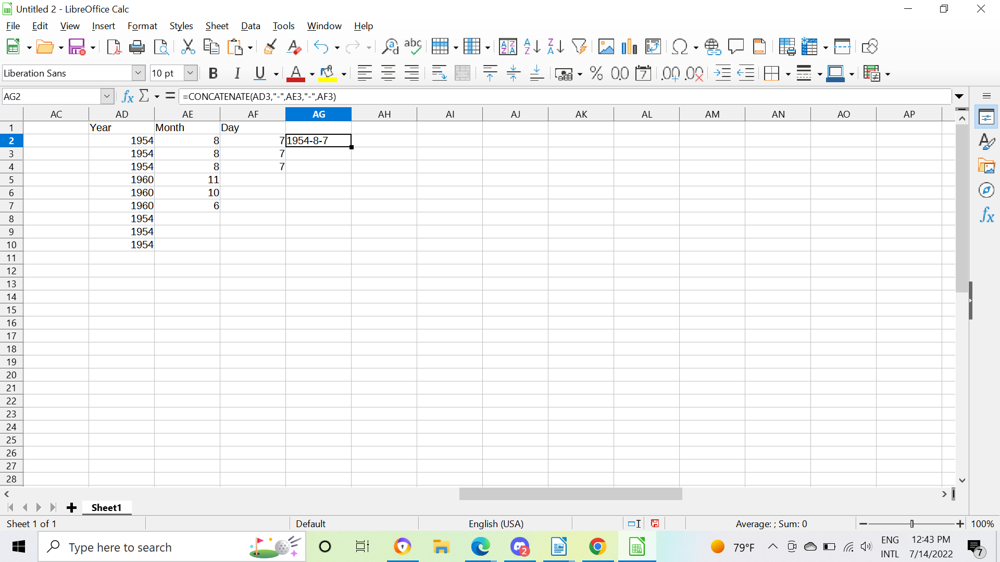 Untitled 2 - LibreOffice Calc
File Edit View Insert Format Styles Sheet Data Tools Window Help
Liberation Sans 10 pt
AG2 =CONCATENATE(AD3,"-",AE3,"-",AF3)
AC AD AE AF AG AH AI AJ AK AL AM AN AO AP
1 Year Month Day
2 1954 8 7 1954-8-7
3 1954 8 7
4 1954 8 7
5 1960 11
6 1960 10
7 1960 6
8 1954
9 1954
10 1954
11
12
13
14
15
16
17
18
19
20
21
22
23
24
25
26
27
28
Sheet1
Sheet 1 of 1 Default English (USA) Average: ; Sum: 0 100%
Type here to search 2 79°F ENG 12:43 PM
INTL 7/14/2022 7